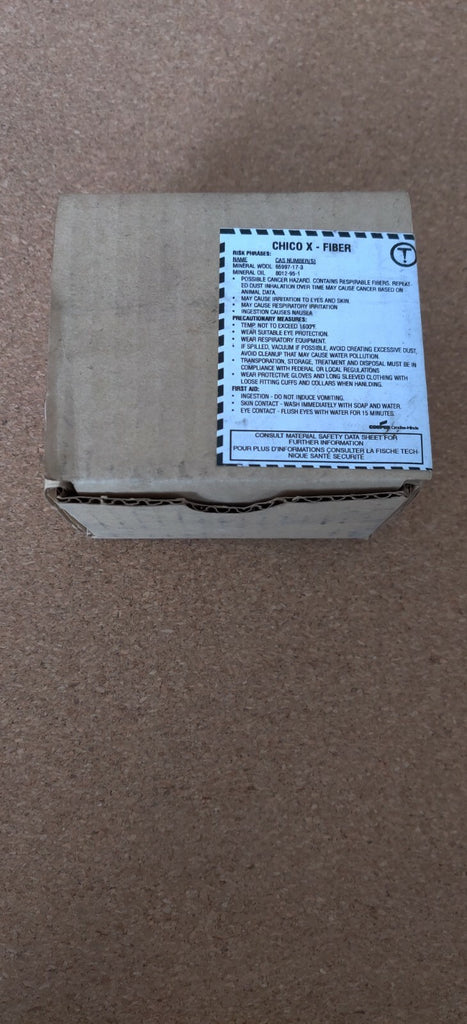 CHICO X - FIBER
T
RISK PHRASES:
NAME CAS NUMBER(S)
MINERAL WOOL 65997-17-3
MINERAL OIL 8012-95-1
• POSSIBLE CANCER HAZARD. CONTAINS RESPIRABLE FIBERS. REPEAT-
ED DUST INHALATION OVER TIME MAY CAUSE CANCER BASED ON
ANIMAL DATA.
• MAY CAUSE IRRITATION TO EYES AND SKIN.
• MAY CAUSE RESPIRATORY IRRITATION
• INGESTION CAUSES NAUSEA
PRECAUTIONARY MEASURES:
• TEMP. NOT TO EXCEED 1600°F.
• WEAR SUITABLE EYE PROTECTION.
• WEAR RESPIRATORY EQUIPMENT.
• IF SPILLED, VACUUM IF POSSIBLE, AVOID CREATING EXCESSIVE DUST,
AVOID CLEANUP THAT MAY CAUSE WATER POLLUTION.
• TRANSPORATION, STORAGE, TREATMENT AND DISPOSAL MUST BE IN
COMPLIANCE WITH FEDERAL OR LOCAL REGULATIONS
• WEAR PROTECTIVE GLOVES AND LONG SLEEVED CLOTHING WITH
LOOSE FITTING CUFFS AND COLLARS WHEN HANLDING.
FIRST AID:
• INGESTION - DO NOT INDUCE VOMITING.
• SKIN CONTACT - WASH IMMEDIATELY WITH SOAP AND WATER.
• EYE CONTACT - FLUSH EYES WITH WATER FOR 15 MINUTES.
COOPER Crouse-Hinds
CONSULT MATERIAL SAFETY DATA SHEET FOR
FURTHER INFORMATION
POUR PLUS D'INFORMATIONS CONSULTER LA FISCHE TECH-
NIQUE SANTÉ SECURITÉ